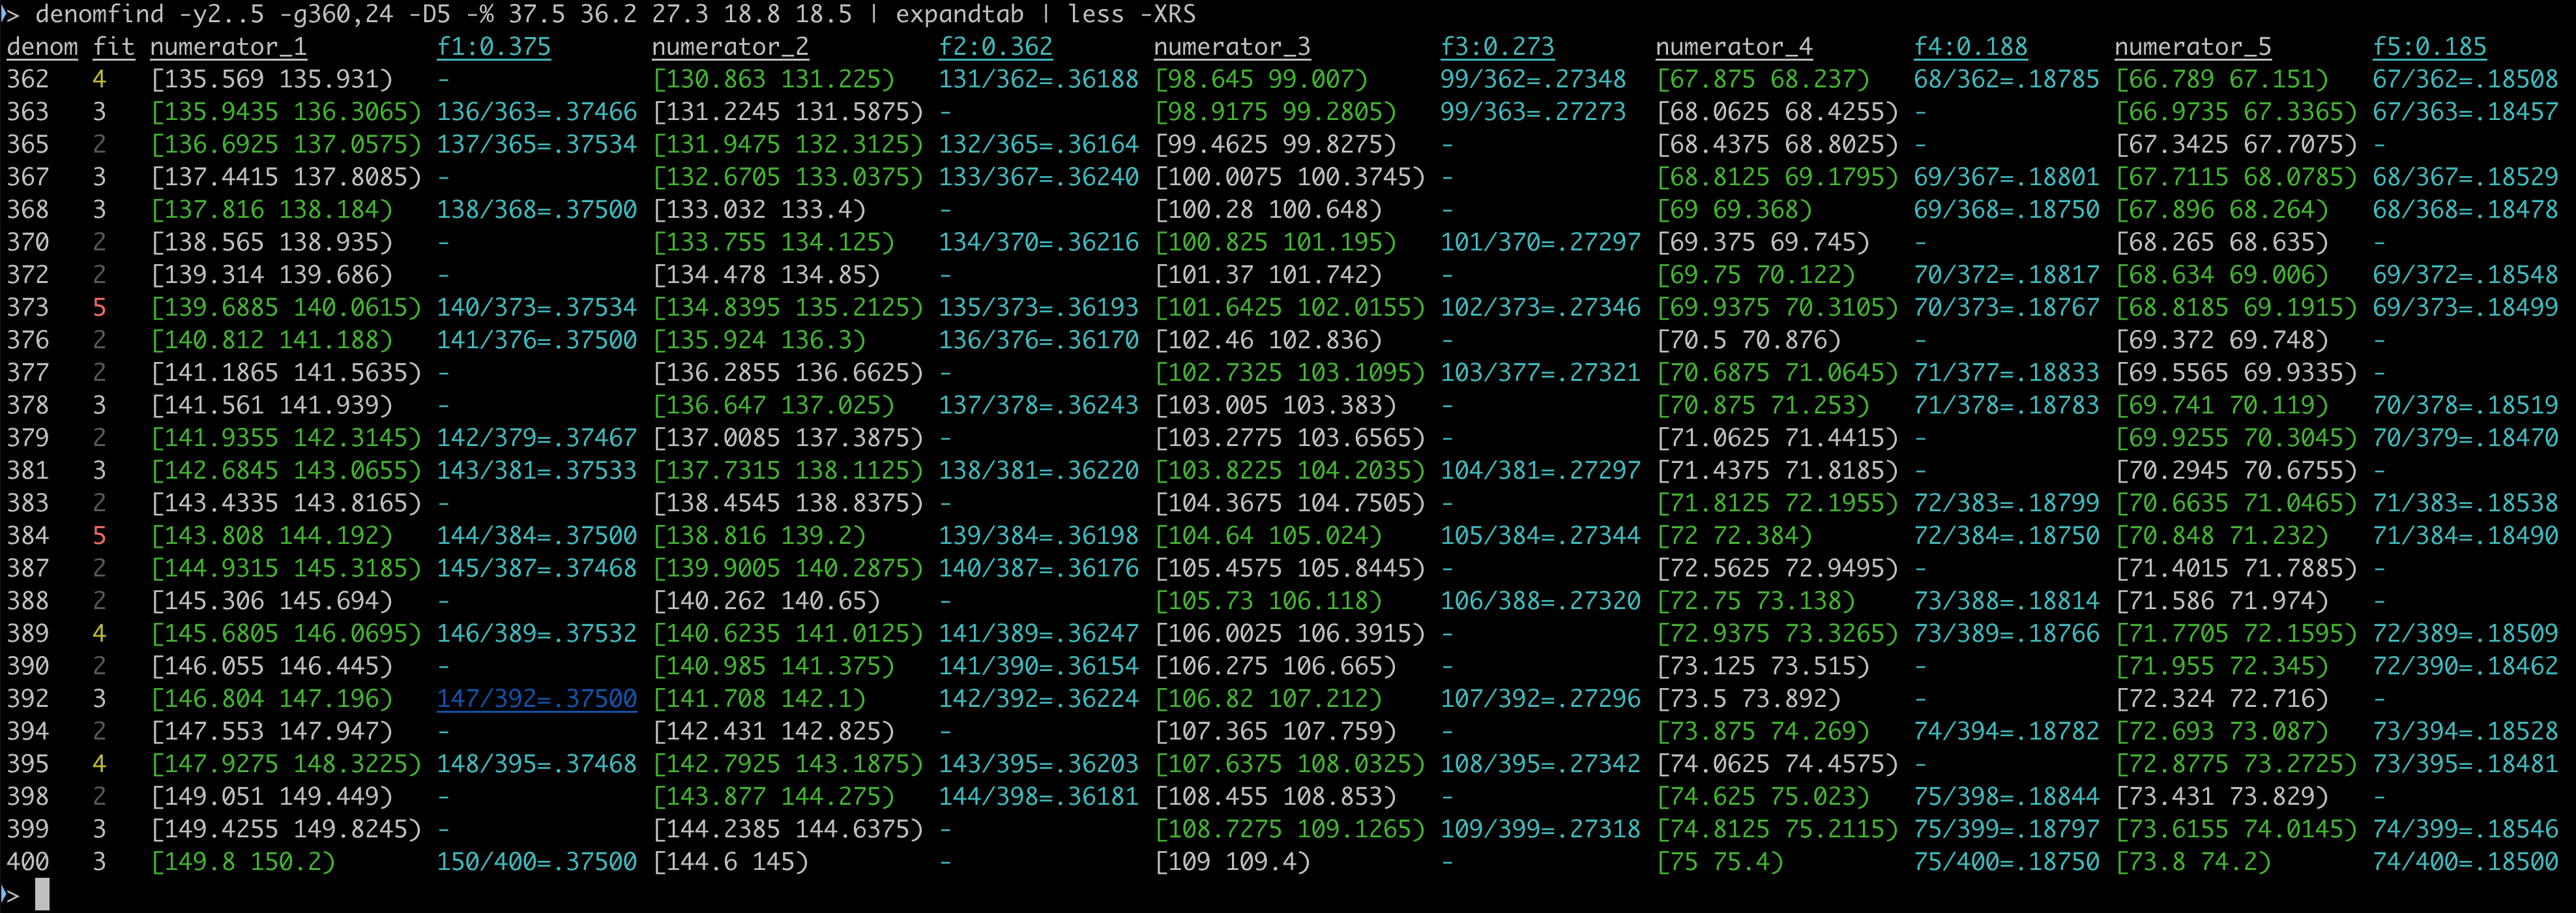 > denomfind -y2..5 -g360,24 -D5 -% 37.5 36.2 27.3 18.8 18.5 | expandtab | less -XRS
denom fit numerator_1 f1:0.375 numerator_2 f2:0.362 numerator_3 f3:0.273 numerator_4 f4:0.188 numerator_5 f5:0.185
362 4 [135.569 135.931) - [130.863 131.225) 131/362=.36188 [98.645 99.007) 99/362=.27348 [67.875 68.237) 68/362=.18785 [66.789 67.151) 67/362=.18508
363 3 [135.9435 136.3065) 136/363=.37466 [131.2245 131.5875) - [98.9175 99.2805) 99/363=.27273 [68.0625 68.4255) - [66.9735 67.3365) 67/363=.18457
365 2 [136.6925 137.0575) 137/365=.37534 [131.9475 132.3125) 132/365=.36164 [99.4625 99.8275) - [68.4375 68.8025) - [67.3425 67.7075) -
367 3 [137.4415 137.8085) - [132.6705 133.0375) 133/367=.36240 [100.0075 100.3745) - [68.8125 69.1795) 69/367=.18801 [67.7115 68.0785) 68/367=.18529
368 3 [137.816 138.184) 138/368=.37500 [133.032 133.4) - [100.28 100.648) - [69 69.368) 69/368=.18750 [67.896 68.264) 68/368=.18478
370 2 [138.565 138.935) - [133.755 134.125) 134/370=.36216 [100.825 101.195) 101/370=.27297 [69.375 69.745) - [68.265 68.635) -
372 2 [139.314 139.686) - [134.478 134.85) - [101.37 101.742) - [69.75 70.122) 70/372=.18817 [68.634 69.006) 69/372=.18548
373 5 [139.6885 140.0615) 140/373=.37534 [134.8395 135.2125) 135/373=.36193 [101.6425 102.0155) 102/373=.27346 [69.9375 70.3105) 70/373=.18767 [68.8185 69.1915) 69/373=.18499
376 2 [140.812 141.188) 141/376=.37500 [135.924 136.3) 136/376=.36170 [102.46 102.836) - [70.5 70.876) - [69.372 69.748) -
377 2 [141.1865 141.5635) - [136.2855 136.6625) - [102.7325 103.1095) 103/377=.27321 [70.6875 71.0645) 71/377=.18833 [69.5565 69.9335) -
378 3 [141.561 141.939) - [136.647 137.025) 137/378=.36243 [103.005 103.383) - [70.875 71.253) 71/378=.18783 [69.741 70.119) 70/378=.18519
379 2 [141.9355 142.3145) 142/379=.37467 [137.0085 137.3875) - [103.2775 103.6565) - [71.0625 71.4415) - [69.9255 70.3045) 70/379=.18470
381 3 [142.6845 143.0655) 143/381=.37533 [137.7315 138.1125) 138/381=.36220 [103.8225 104.2035) 104/381=.27297 [71.4375 71.8185) - [70.2945 70.6755) -
383 2 [143.4335 143.8165) - [138.4545 138.8375) - [104.3675 104.7505) - [71.8125 72.1955) 72/383=.18799 [70.6635 71.0465) 71/383=.18538
384 5 [143.808 144.192) 144/384=.37500 [138.816 139.2) 139/384=.36198 [104.64 105.024) 105/384=.27344 [72 72.384) 72/384=.18750 [70.848 71.232) 71/384=.18490
387 2 [144.9315 145.3185) 145/387=.37468 [139.9005 140.2875) 140/387=.36176 [105.4575 105.8445) - [72.5625 72.9495) - [71.4015 71.7885) -
388 2 [145.306 145.694) - [140.262 140.65) - [105.73 106.118) 106/388=.27320 [72.75 73.138) 73/388=.18814 [71.586 71.974) -
389 4 [145.6805 146.0695) 146/389=.37532 [140.6235 141.0125) 141/389=.36247 [106.0025 106.3915) - [72.9375 73.3265) 73/389=.18766 [71.7705 72.1595) 72/389=.18509
390 2 [146.055 146.445) - [140.985 141.375) 141/390=.36154 [106.275 106.665) - [73.125 73.515) - [71.955 72.345) 72/390=.18462
392 3 [146.804 147.196) 147/392=.37500 [141.708 142.1) 142/392=.36224 [106.82 107.212) 107/392=.27296 [73.5 73.892) - [72.324 72.716) -
394 2 [147.553 147.947) - [142.431 142.825) - [107.365 107.759) - [73.875 74.269) 74/394=.18782 [72.693 73.087) 73/394=.18528
395 4 [147.9275 148.3225) 148/395=.37468 [142.7925 143.1875) 143/395=.36203 [107.6375 108.0325) 108/395=.27342 [74.0625 74.4575) - [72.8775 73.2725) 73/395=.18481
398 2 [149.051 149.449) - [143.877 144.275) 144/398=.36181 [108.455 108.853) - [74.625 75.023) 75/398=.18844 [73.431 73.829) -
399 3 [149.4255 149.8245) - [144.2385 144.6375) - [108.7275 109.1265) 109/399=.27318 [74.8125 75.2115) 75/399=.18797 [73.6155 74.0145) 74/399=.18546
400 3 [149.8 150.2) 150/400=.37500 [144.6 145) - [109 109.4) - [75 75.4) 75/400=.18750 [73.8 74.2) 74/400=.18500
>